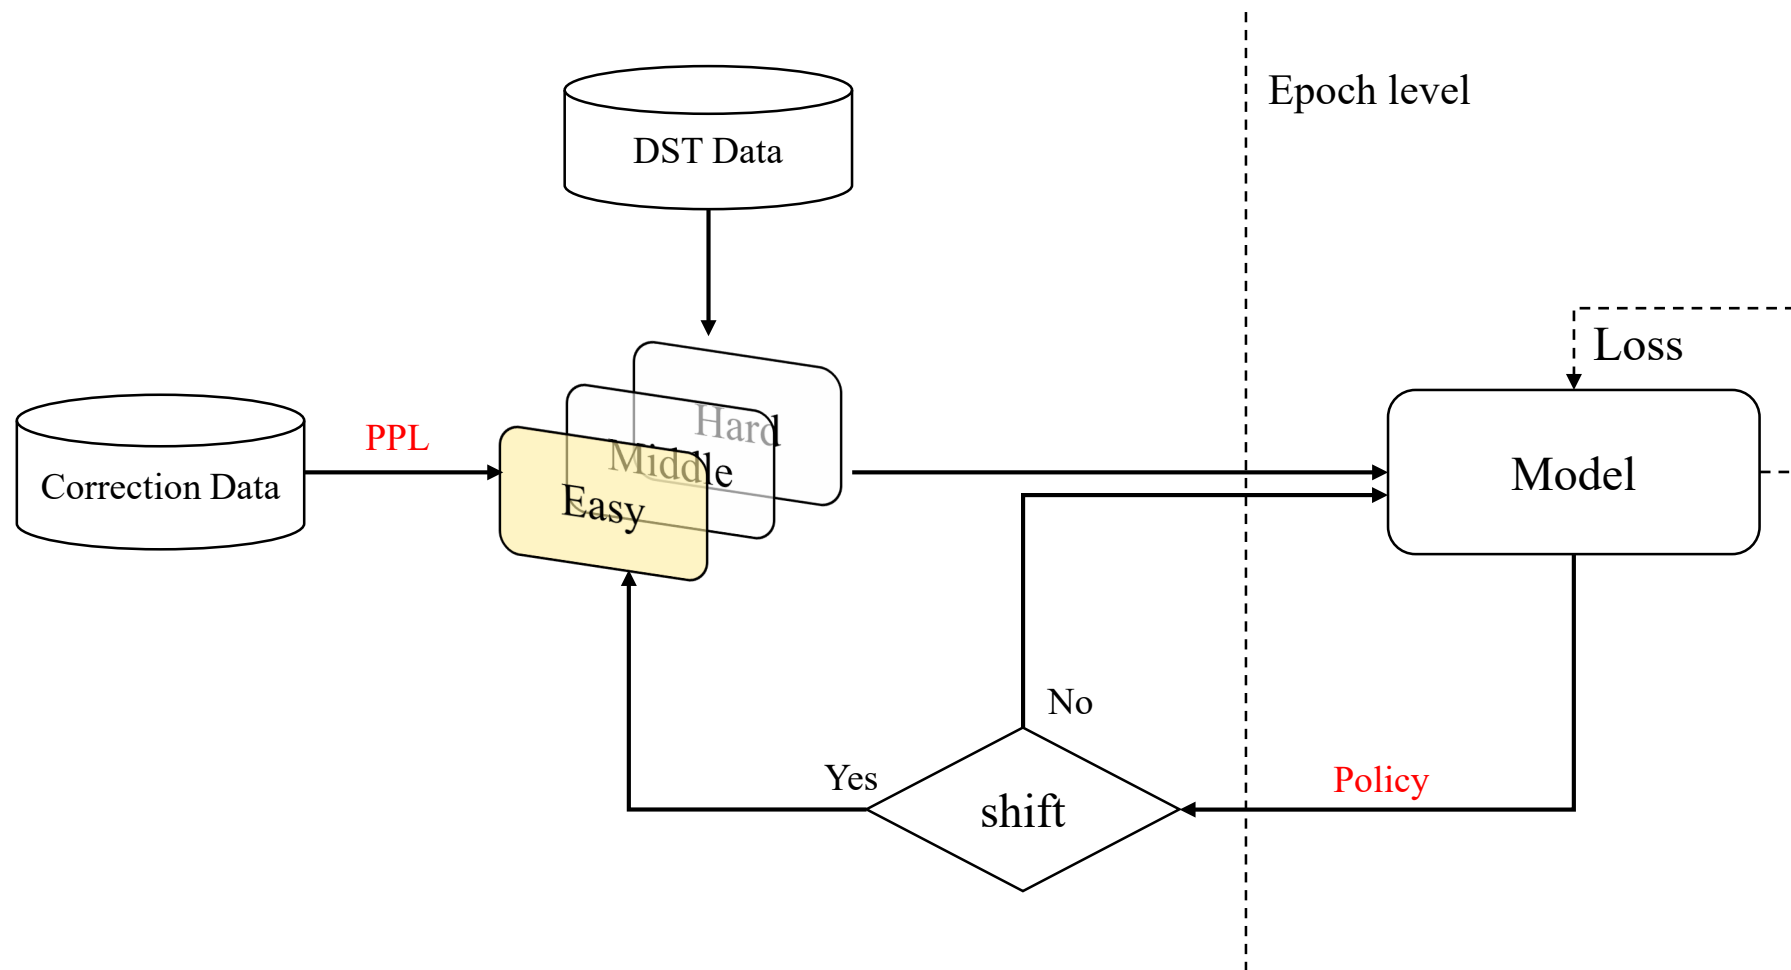 Epoch level
DST Data
Loss
Hard
PPL
Middle
Model
Correction Data
Easy
No
Yes
Policy
shift